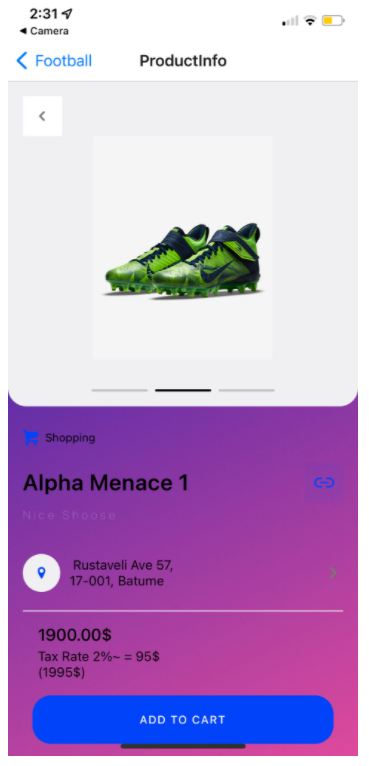 2:31
Camera
Football
ProductInfo
Shopping
Alpha Menace 1
Nice Shoose
Rustaveli Ave 57,
17-001, Batume
1900.00$
Tax Rate 2%~ = 95$
(1995$)
ADD TO CART